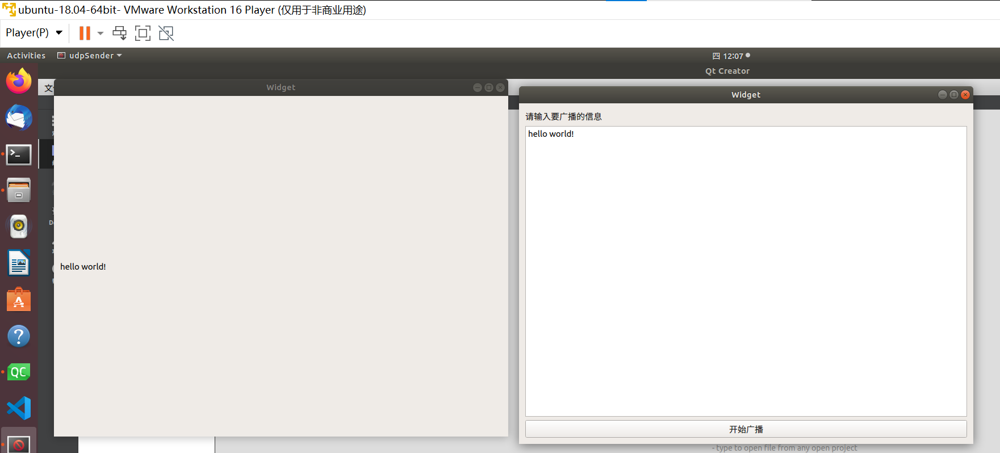 ubuntu-18.04-64bit- VMware Workstation 16 Player (仅用于非商业用途)
Player(P)
Activities
udpSender
四 12:07
Qt Creator
文
Widget
Widget
请输入要广播的信息
hello world!
hello world!
开始广播
- type to open file from any open project